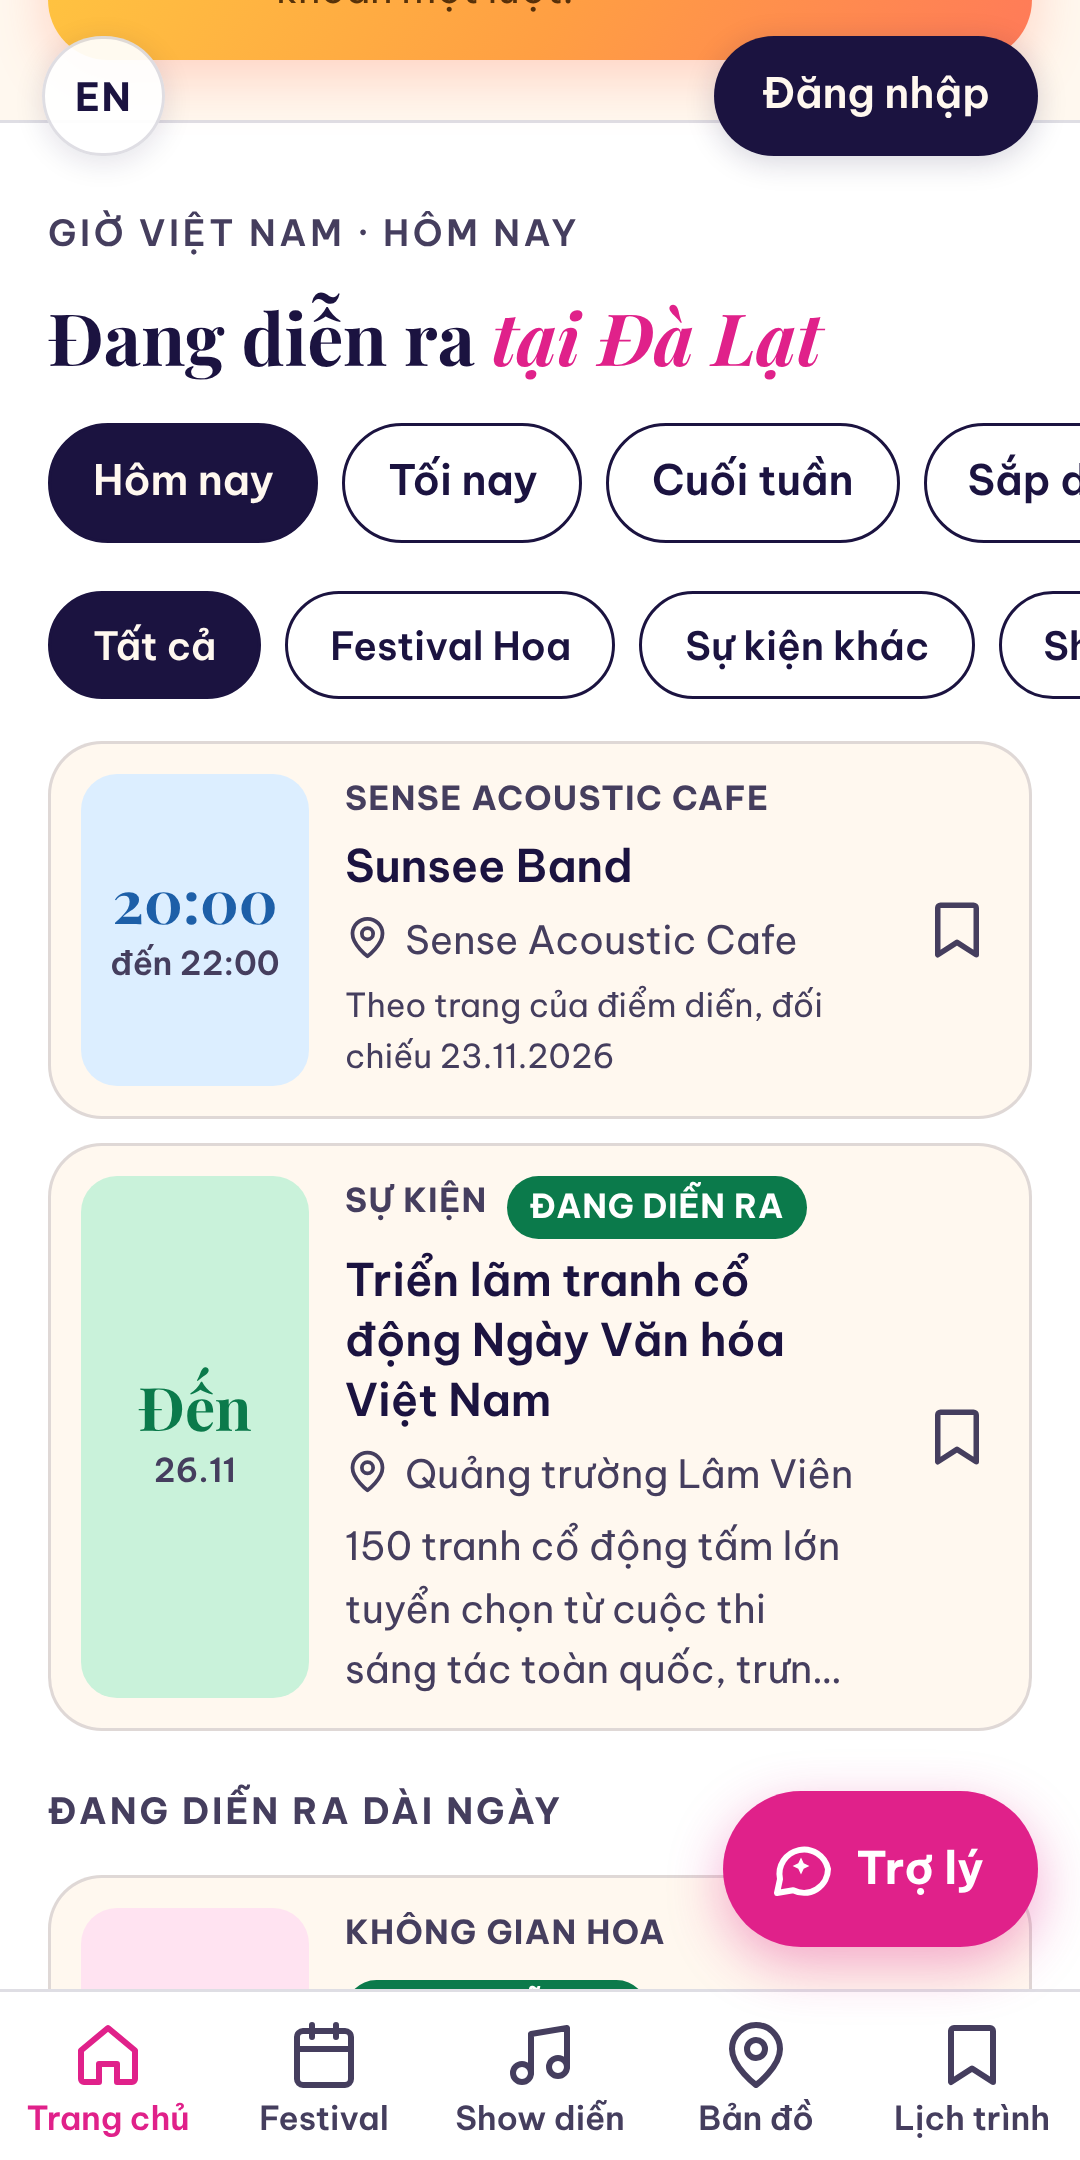 EN
Đăng nhập
GIỜ VIỆT NAM · HÔM NAY
Đang diễn ra tại Đà Lạt
Hôm nay
Tối nay
Cuối tuần
Sắp
Tất cả
Festival Hoa
Sự kiện khác
20:00
đến 22:00
SENSE ACOUSTIC CAFE
Sunsee Band
Sense Acoustic Cafe
Theo trang của điểm diễn, đối
chiếu 23.11.2026
Đến
26.11
SỰ KIỆN
ĐANG DIỄN RA
Triển lãm tranh cổ
động Ngày Văn hóa
Việt Nam
Quảng trường Lâm Viên
150 tranh cổ động tấm lớn
tuyển chọn từ cuộc thi
sáng tác toàn quốc, trưn...
ĐANG DIỄN RA DÀI NGÀY
Trợ lý
KHÔNG GIAN HOA
Trang chủ
Festival
Show diễn
Bản đồ
Lịch trình